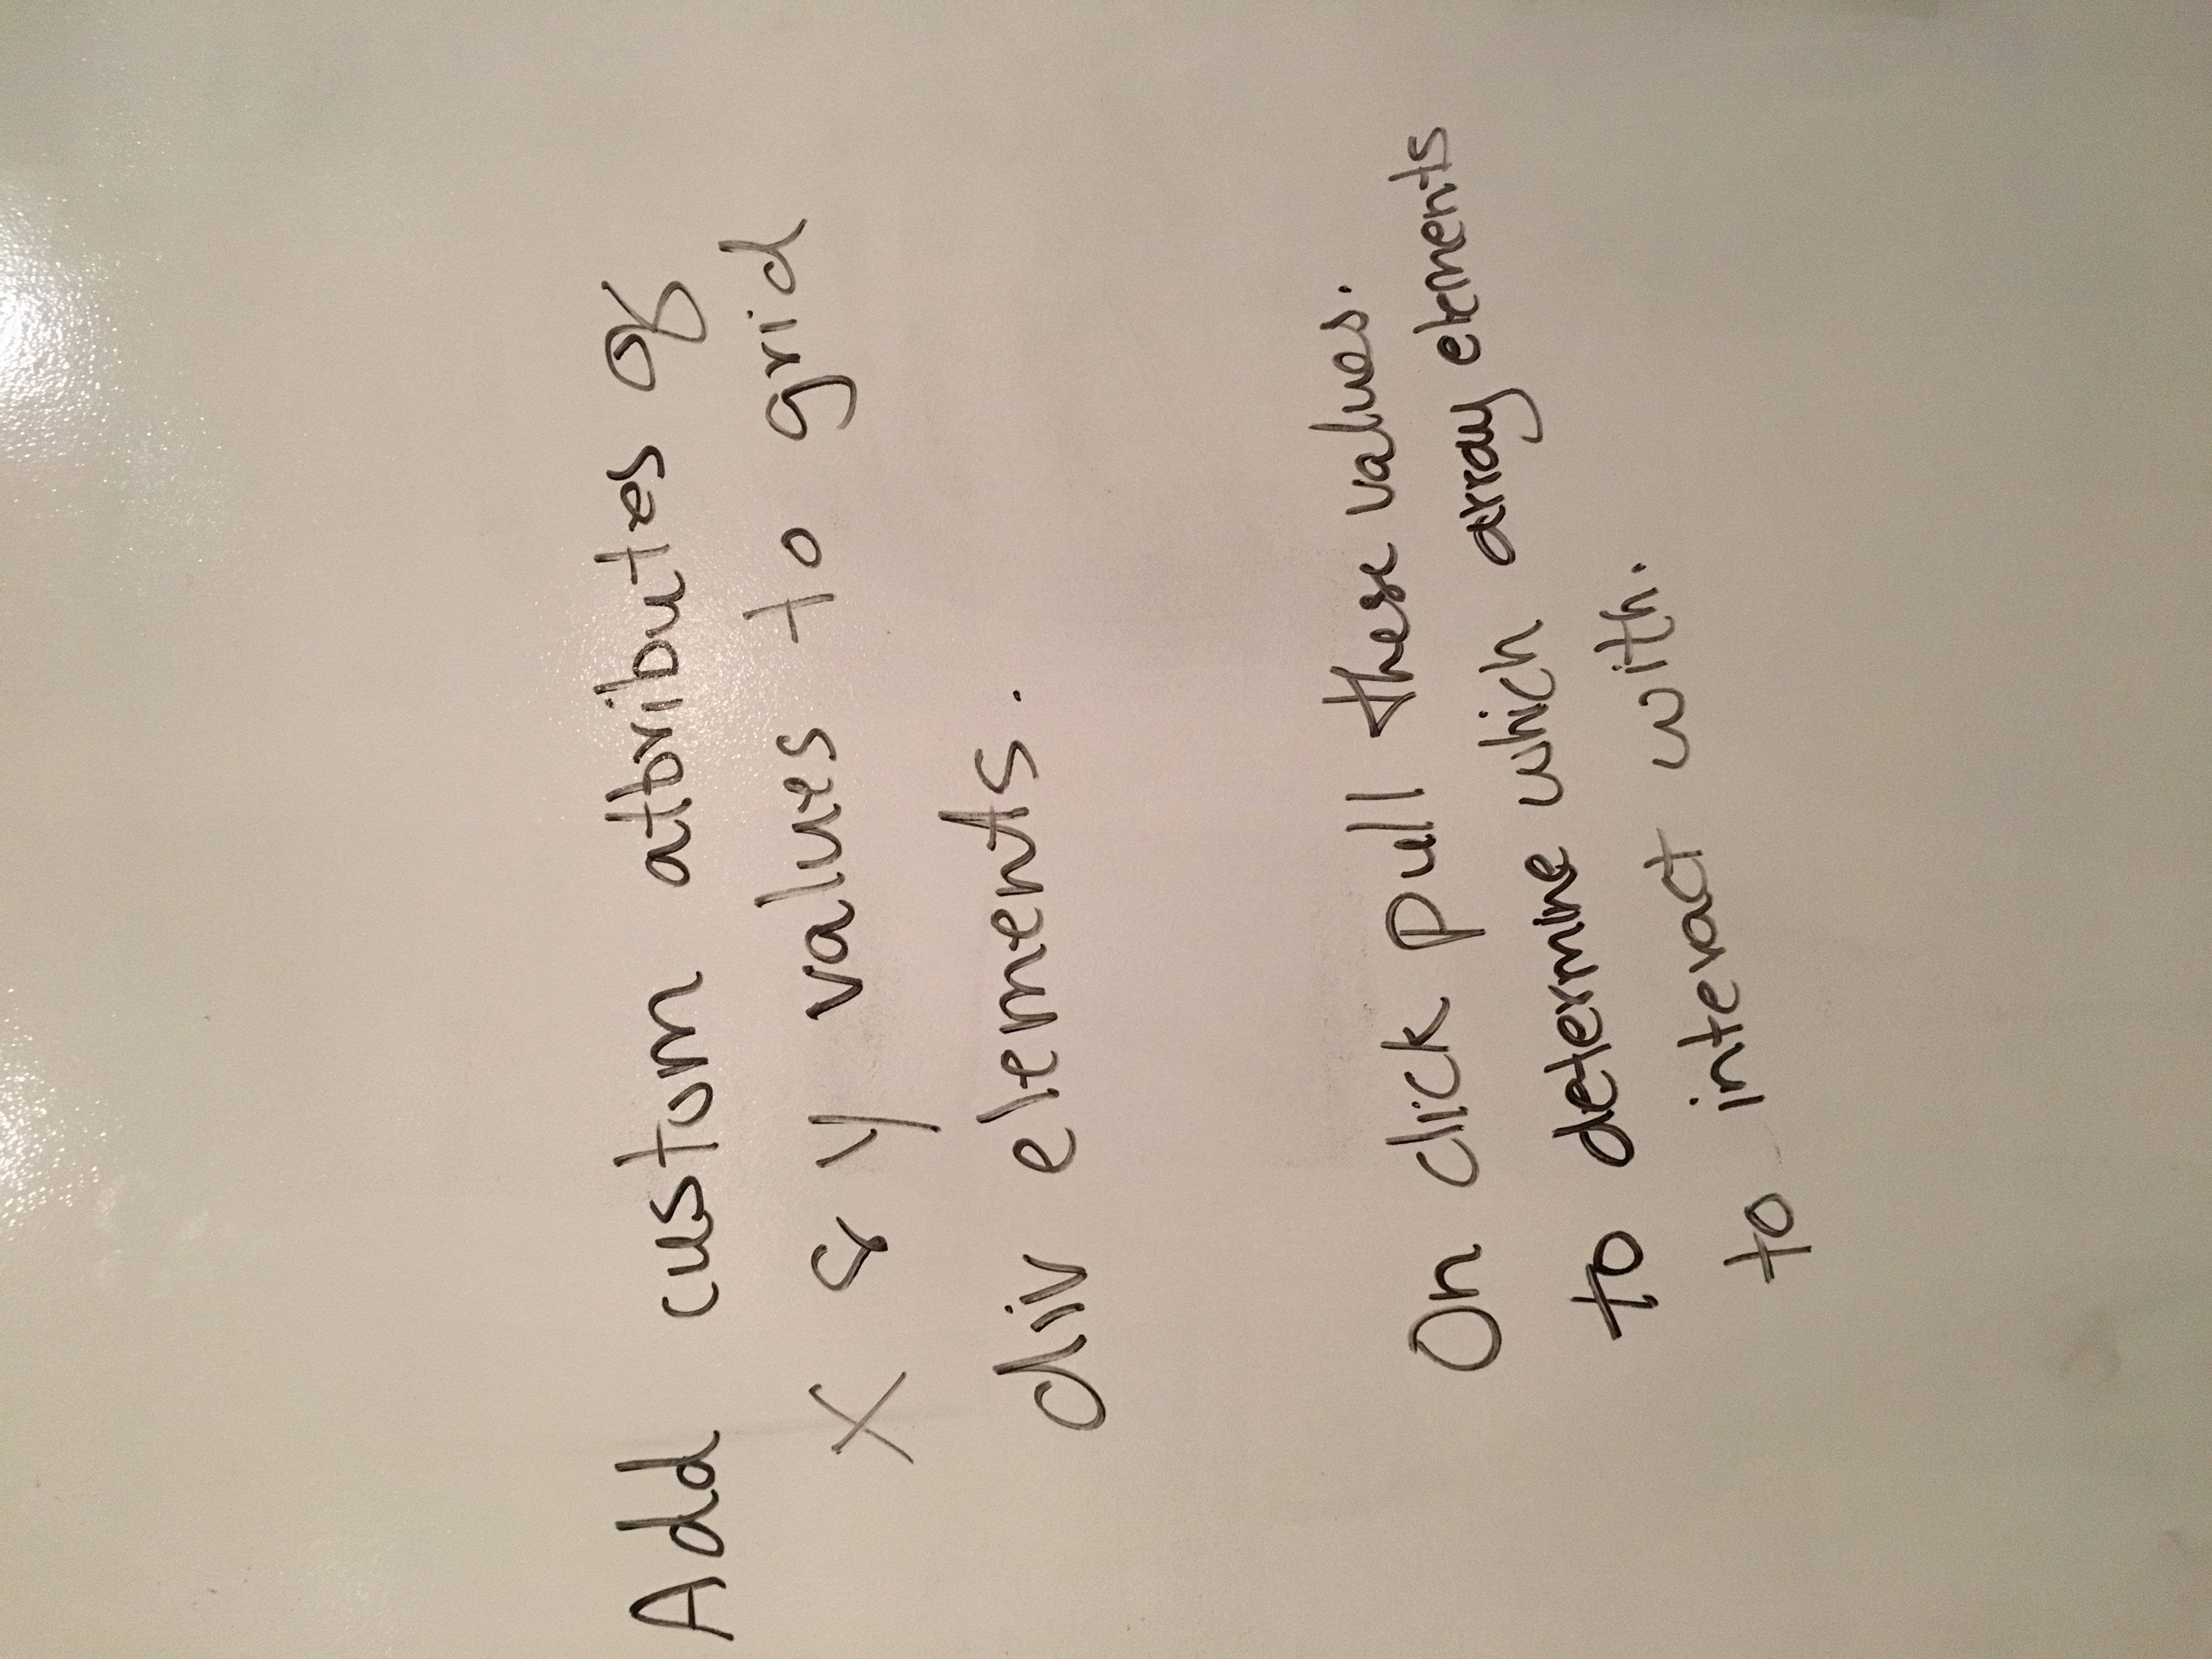 Add custom attributes of
x & y values to grid
div elements.
On click pull these values.
to determine which array elements
to interact with.